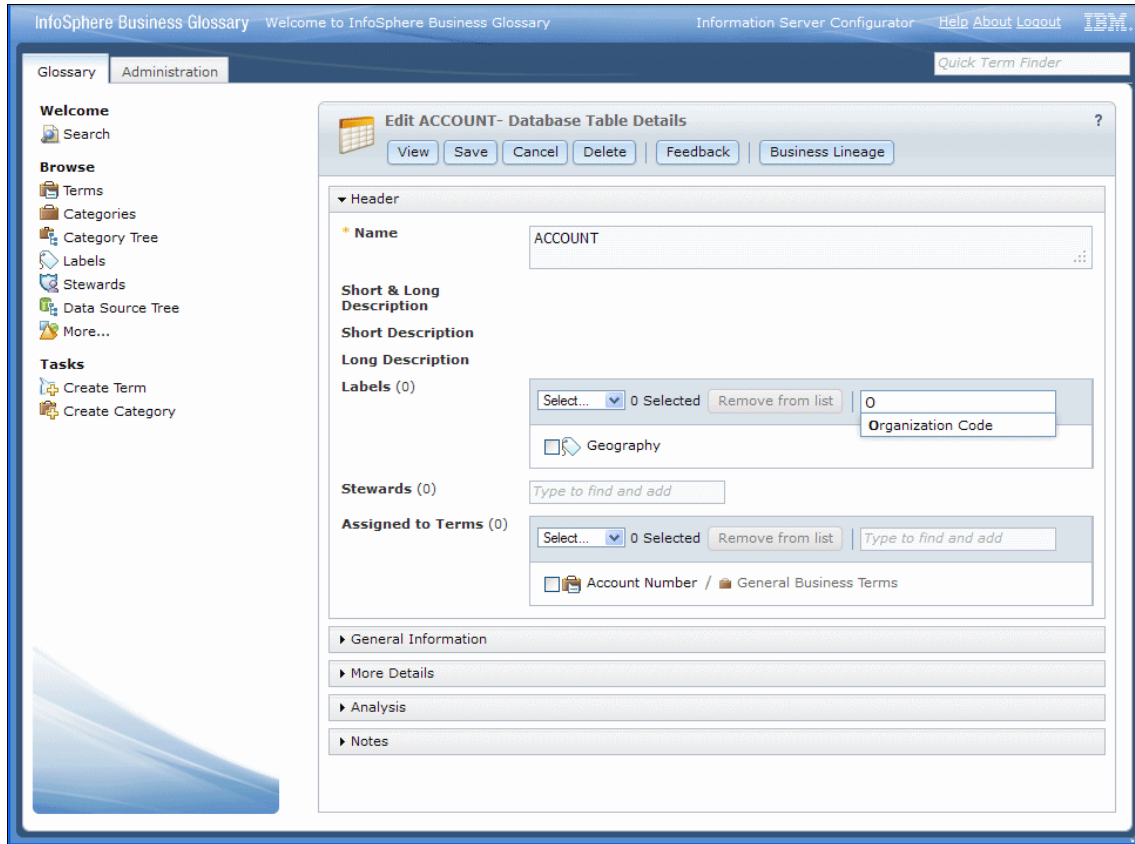 InfoSphere Business Glossary Welcome to InfoSphere Business Glossary Information Server Configurator Help About Logout IBM.
Glossary Administration Quick Term Finder
Welcome
Search
Browse
Terms
Categories
Category Tree
Labels
Stewards
Data Source Tree
More...
Tasks
Create Term
Create Category
Edit ACCOUNT- Database Table Details ?
View Save Cancel Delete | Feedback | Business Lineage
Header
* Name ACCOUNT
Short & Long
Description
Short Description
Long Description
Labels (0) Select... 0 Selected Remove from list O
Organization Code
Geography
Stewards (0) Type to find and add
Assigned to Terms (0) Select... 0 Selected Remove from list Type to find and add
Account Number / General Business Terms
General Information
More Details
Analysis
Notes